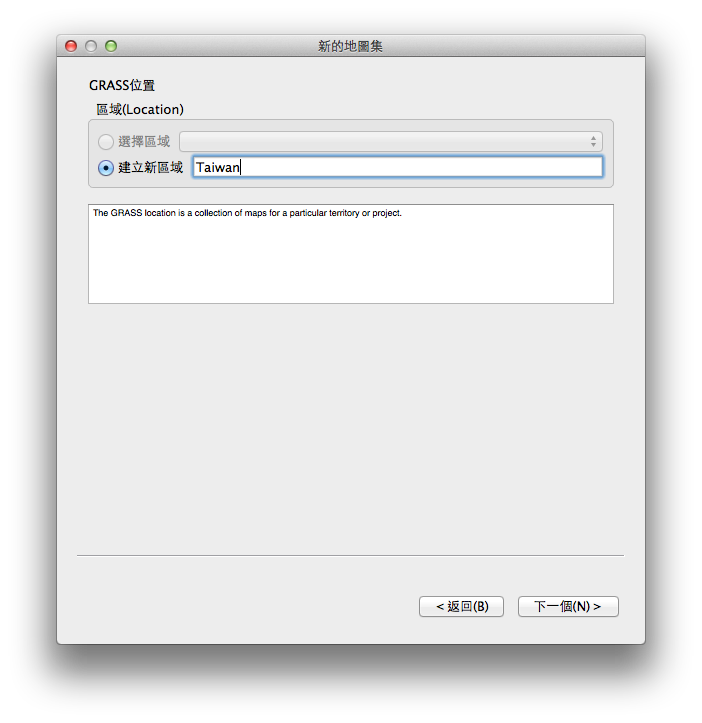 新的地圖集
GRASS位置
區域(Location)
選擇區域
建立新區域 Taiwan
The GRASS location is a collection of maps for a particular territory or project.
< 返回(B) 下一個(N) >